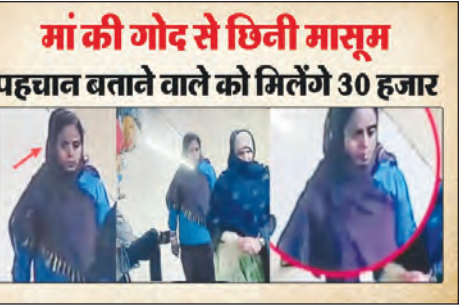 मां की गोद से छिनी मासूम
पहचान बताने वाले को मिलेंगे 30 हजार